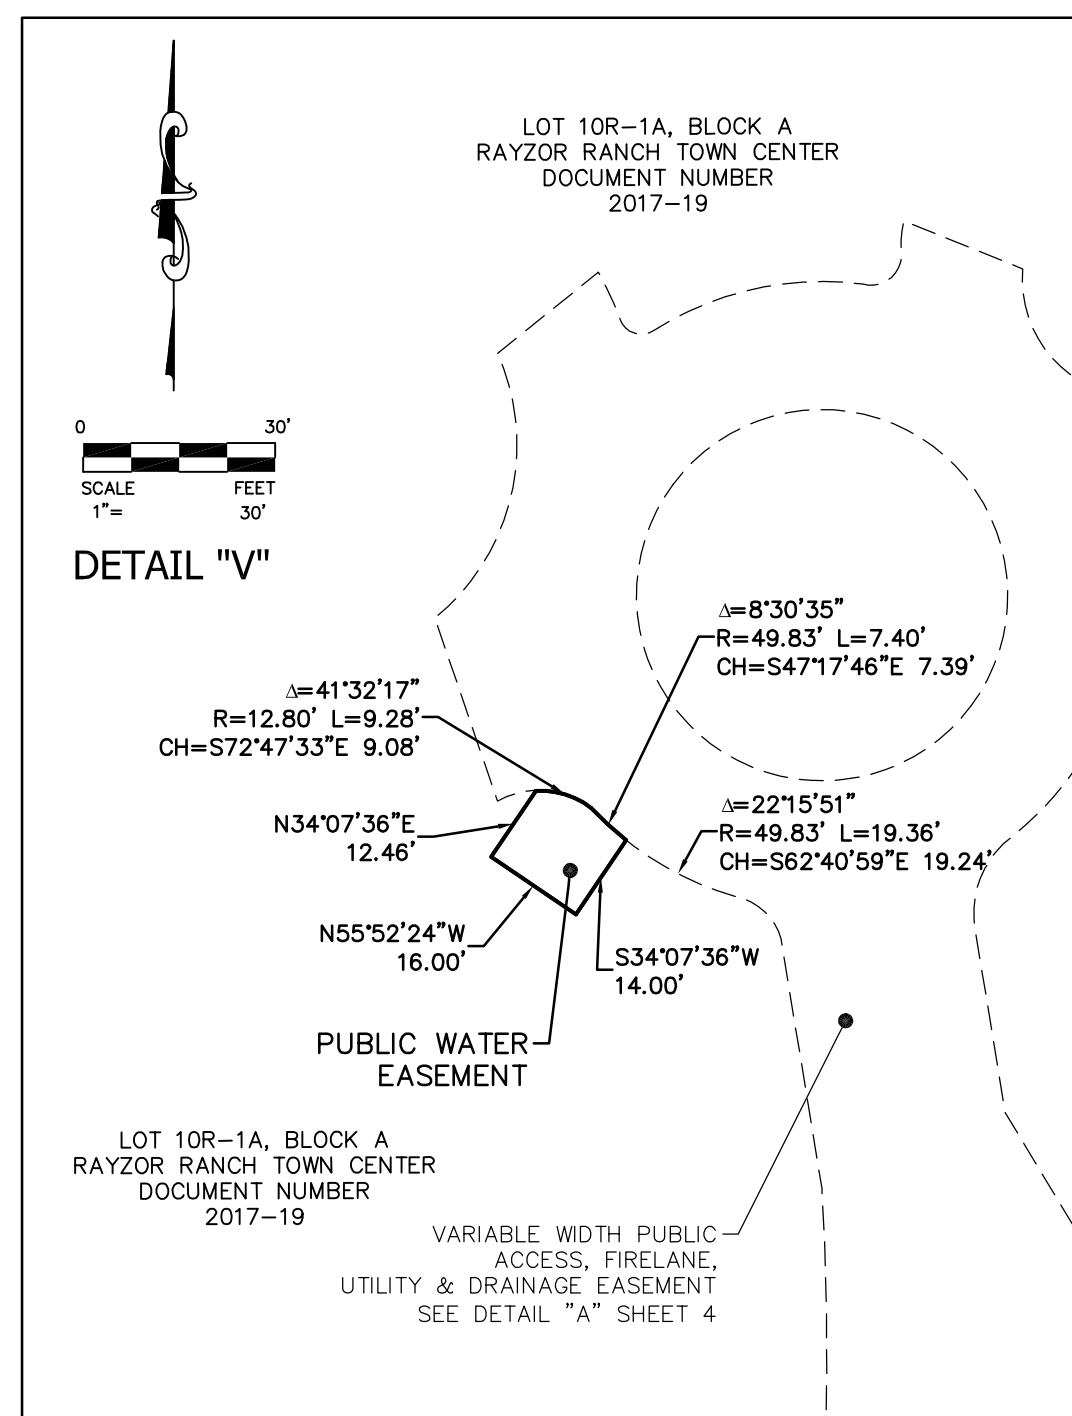 LOT 10R-1A, BLOCK A
RAYZOR RANCH TOWN CENTER
DOCUMENT NUMBER
2017-19
0 30'
SCALE FEET
1"= 30'
DETAIL "V"
Δ=8°30'35"
R=49.83' L=7.40'
CH=S47°17'46"E 7.39'
Δ=41°32'17"
R=12.80' L=9.28'
CH=S72°47'33"E 9.08'
N34°07'36"E
12.46'
Δ=22°15'51"
R=49.83' L=19.36'
CH=S62°40'59"E 19.24'
N55°52'24"W
16.00'
S34°07'36"W
14.00'
PUBLIC WATER
EASEMENT
LOT 10R-1A, BLOCK A
RAYZOR RANCH TOWN CENTER
DOCUMENT NUMBER
2017-19
VARIABLE WIDTH PUBLIC
ACCESS, FIRELANE,
UTILITY & DRAINAGE EASEMENT
SEE DETAIL "A" SHEET 4